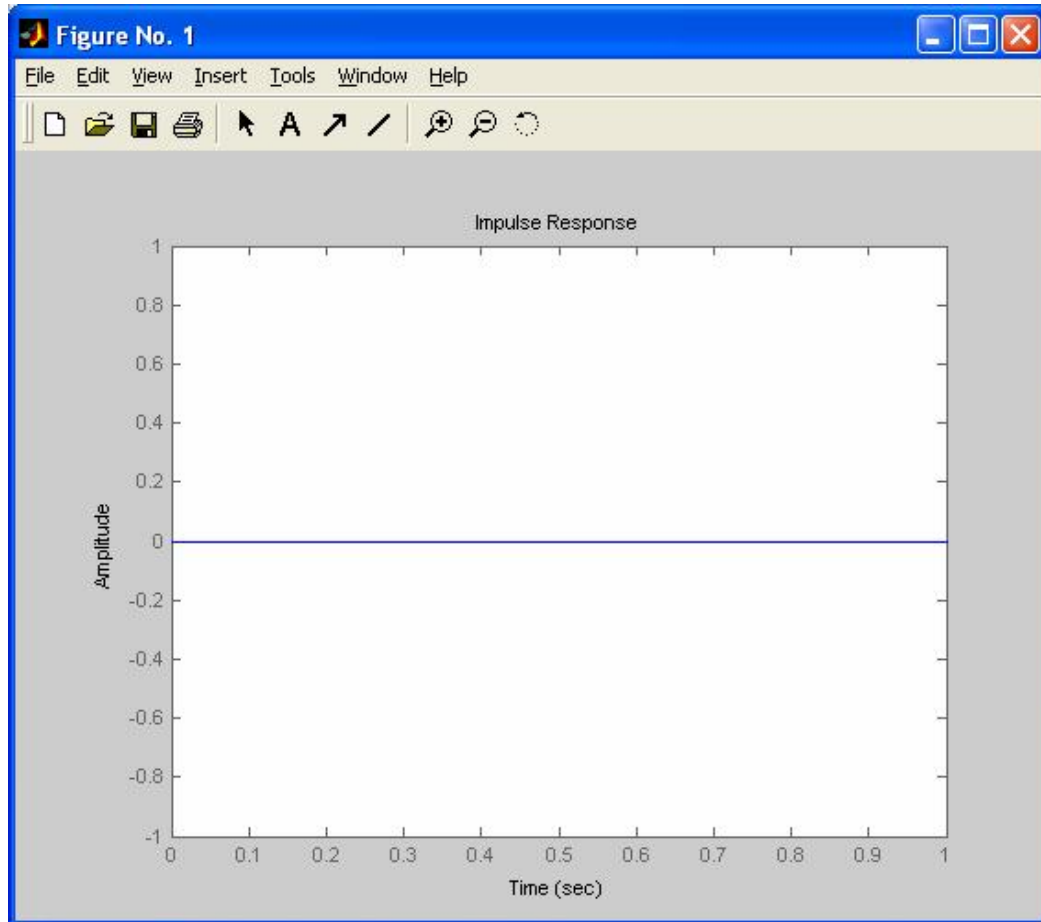 Figure No. 1
File Edit View Insert Tools Window Help
A
Impulse Response
1
0.8
0.6
0.4
0.2
0
-0.2
-0.4
-0.6
-0.8
-1
Amplitude
0 0.1 0.2 0.3 0.4 0.5 0.6 0.7 0.8 0.9 1
Time (sec)